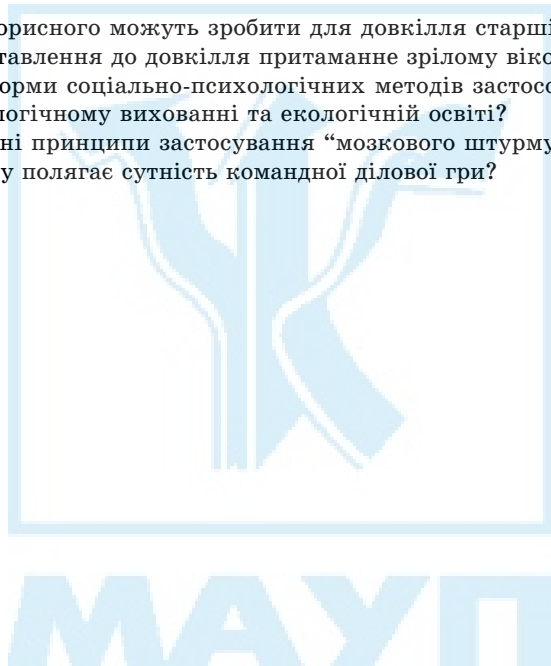 орисного можуть зробити для довкілля старші
тавлення до довкілля притаманне зрілому віко
орми соціально-психологічних методів застосо
логічному вихованні та екологічній освіті?
ні принципи застосування “мозкового штурму
у полягає сутність командної ділової гри?
МАУП